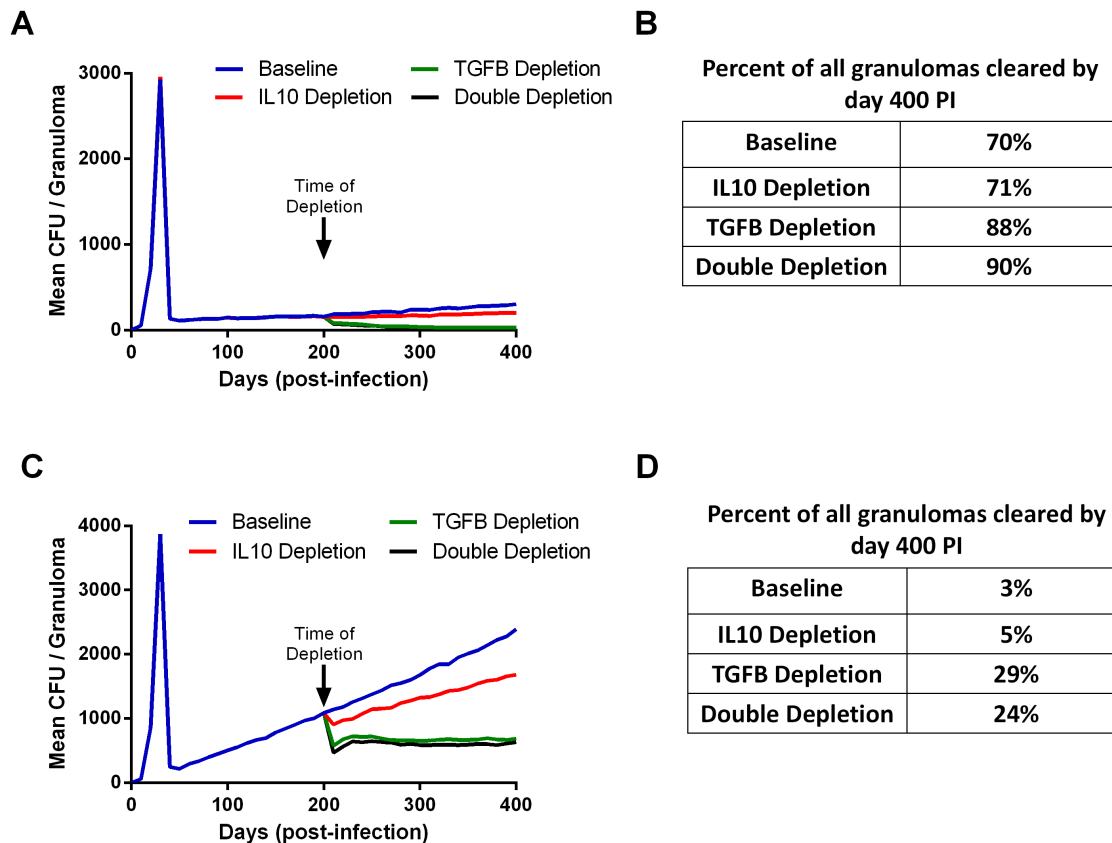 A
3000
2000
1000
0
Mean CFU / Granuloma
Baseline
IL10 Depletion
TGFB Depletion
Double Depletion
Time of
Depletion
0
100
200
300
400
Days (post-infection)
B
Percent of all granulomas cleared by
day 400 PI
Baseline 70%
IL10 Depletion 71%
TGFB Depletion 88%
Double Depletion 90%
C
4000
3000
2000
1000
0
Mean CFU / Granuloma
Baseline
IL10 Depletion
TGFB Depletion
Double Depletion
Time of
Depletion
0
100
200
300
400
Days (post-infection)
D
Percent of all granulomas cleared by
day 400 PI
Baseline 3%
IL10 Depletion 5%
TGFB Depletion 29%
Double Depletion 24%